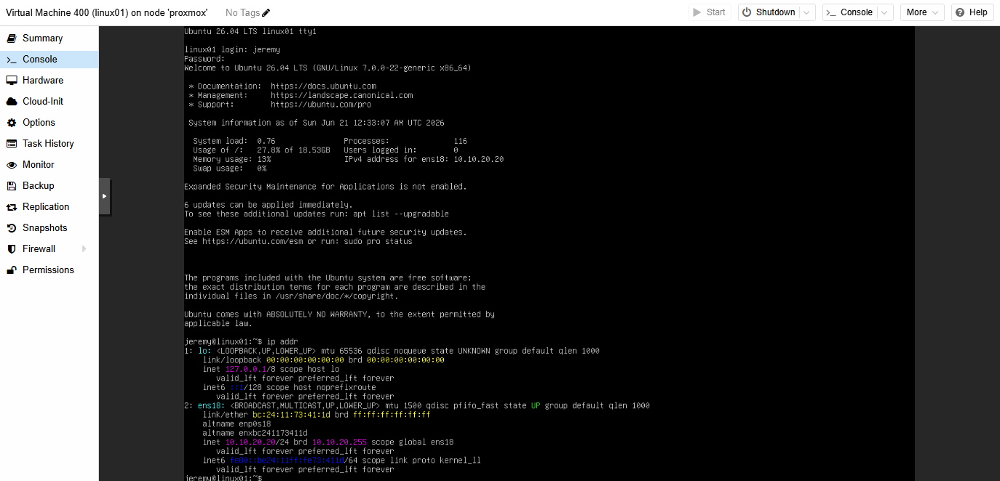 Virtual Machine 400 (linux01) on node 'proxmox'
No Tags
Start
Shutdown
Console
More
Help
Summary
Console
Hardware
Cloud-Init
Options
Task History
Monitor
Backup
Replication
Snapshots
Firewall
Permissions
Ubuntu 26.04 LTS linux01 tty1
linux01 login: jeremy
Password:
Welcome to Ubuntu 26.04 LTS (GNU/Linux 7.0.0-22-generic x86_64)
* Documentation:  https://docs.ubuntu.com
* Management:     https://landscape.canonical.com
* Support:        https://ubuntu.com/pro
System information as of Sun Jun 21 12:33:07 AM UTC 2026
System load:  0.76               Processes:              116
Usage of /:   27.8% of 18.53GB   Users logged in:        0
Memory usage: 13%                IPv4 address for ens18: 10.10.20.20
Swap usage:   0%
Expanded Security Maintenance for Applications is not enabled.
6 updates can be applied immediately.
To see these additional updates run: apt list --upgradable
Enable ESM Apps to receive additional future security updates.
See https://ubuntu.com/esm or run: sudo pro status
The programs included with the Ubuntu system are free software;
the exact distribution terms for each program are described in the
individual files in /usr/share/doc/*/copyright.
Ubuntu comes with ABSOLUTELY NO WARRANTY, to the extent permitted by
applicable law.
jeremy@linux01:~$ ip addr
1: lo: <LOOPBACK,UP,LOWER_UP> mtu 65536 qdisc noqueue state UNKNOWN group default qlen 1000
link/loopback 00:00:00:00:00:00 brd 00:00:00:00:00:00
inet 127.0.0.1/8 scope host lo
valid_lft forever preferred_lft forever
inet6 ::1/128 scope host noprefixroute
valid_lft forever preferred_lft forever
2: ens18: <BROADCAST,MULTICAST,UP,LOWER_UP> mtu 1500 qdisc pfifo_fast state UP group default qlen 1000
link/ether bc:24:11:73:41:1d brd ff:ff:ff:ff:ff:ff
altname enp0s18
altname enxbc241173411d
inet 10.10.20.20/24 brd 10.10.20.255 scope global ens18
valid_lft forever preferred_lft forever
inet6 fe80::be24:11ff:fe73:411d/64 scope link proto kernel_ll
valid_lft forever preferred_lft forever
jeremy@linux01:~$